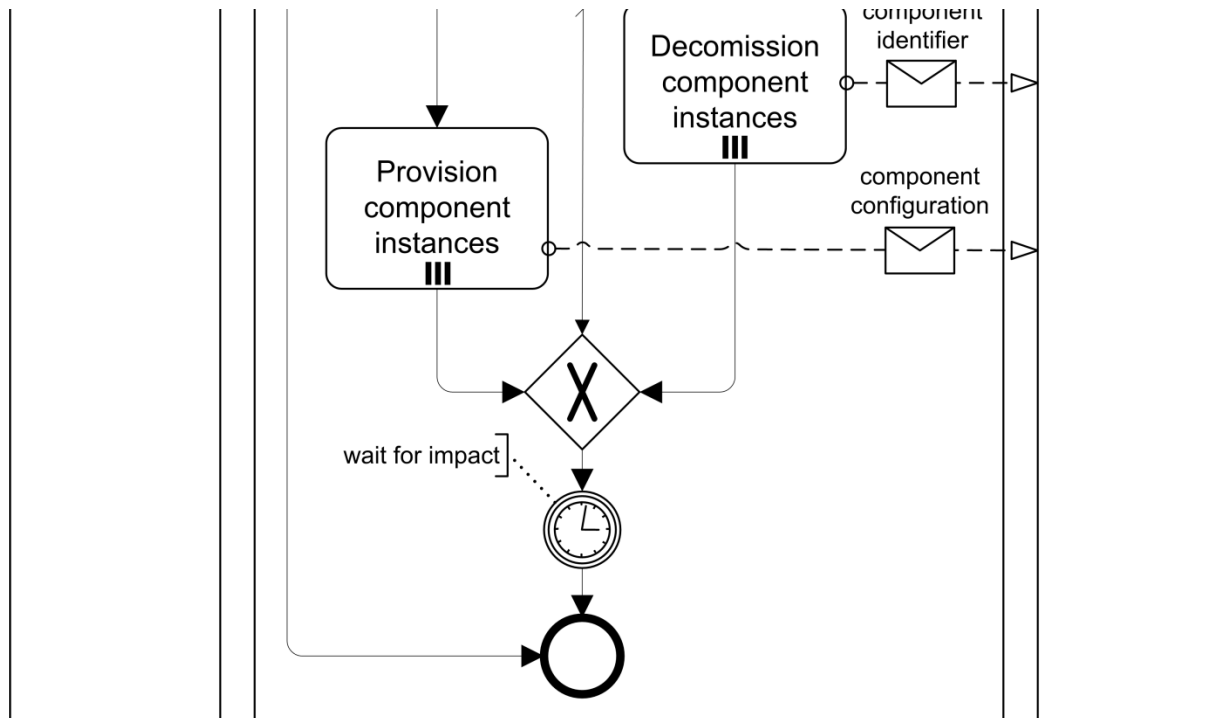 component
identifier
Decomission
component
instances
Provision
component
instances
component
configuration
wait for impact